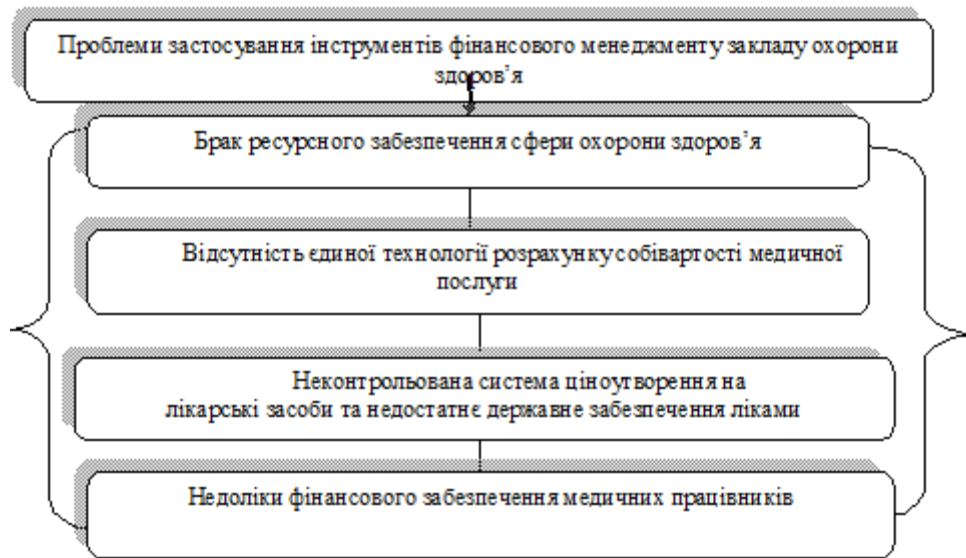 Проблеми застосування інструментів фінансового менеджменту закладу охорони
здоров’я
Брак ресурсного забезпечення сфери охорони здоров’я
Відсутність єдиної технології розрахунку собівартості медичної
послуги
Неконтрольована система ціноутворення на
лікарські засоби та недостатнє державне забезпечення ліками
Недоліки фінансового забезпечення медичних працівників